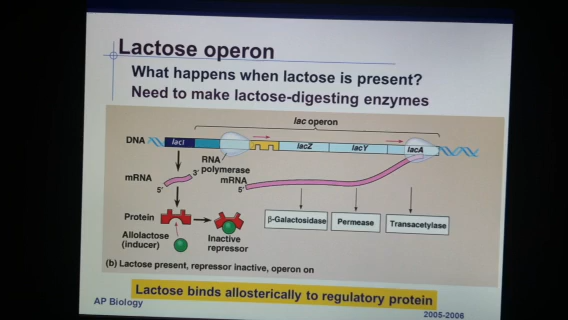 Lactose operon
What happens when lactose is present?
Need to make lactose-digesting enzymes
lac operon
DNA
lacI
lacZ
lacY
lacA
RNA
polymerase
mRNA
3'
5'
mRNA
5'
Protein
β-Galactosidase
Permease
Transacetylase
Allolactose
(inducer)
Inactive
repressor
(b) Lactose present, repressor inactive, operon on
Lactose binds allosterically to regulatory protein
AP Biology
2005-2006